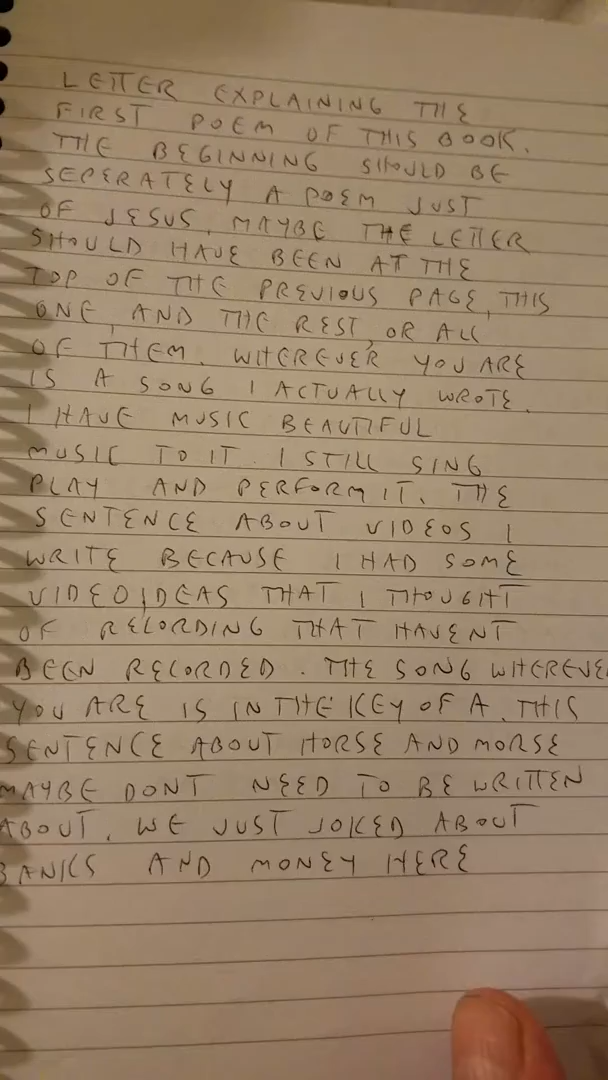 LETTER EXPLAINING THE
FIRST POEM OF THIS BOOK.
THE BEGINNING SHOULD BE
SEPERATELY A POEM JUST
OF JESUS, MAYBE THE LETTER
SHOULD HAVE BEEN AT THE
TOP OF THE PREVIOUS PAGE, THIS
ONE, AND THE REST, OR ALL
OF THEM. WHEREVER YOU ARE
IS A SONG I ACTUALLY WROTE.
I HAVE MUSIC BEAUTIFUL
MUSIC TO IT. I STILL SING
PLAY AND PERFORM IT. THE
SENTENCE ABOUT VIDEOS I
WRITE BECAUSE I HAD SOME
VIDEO IDEAS THAT I THOUGHT
OF RECORDING THAT HAVENT
BEEN RECORDED. THE SONG WHEREVE
YOU ARE IS IN THE KEY OF A. THIS
SENTENCE ABOUT HORSE AND MORSE
MAYBE DONT NEED TO BE WRITTEN
ABOUT. WE JUST JOKED ABOUT
BANKS AND MONEY HERE